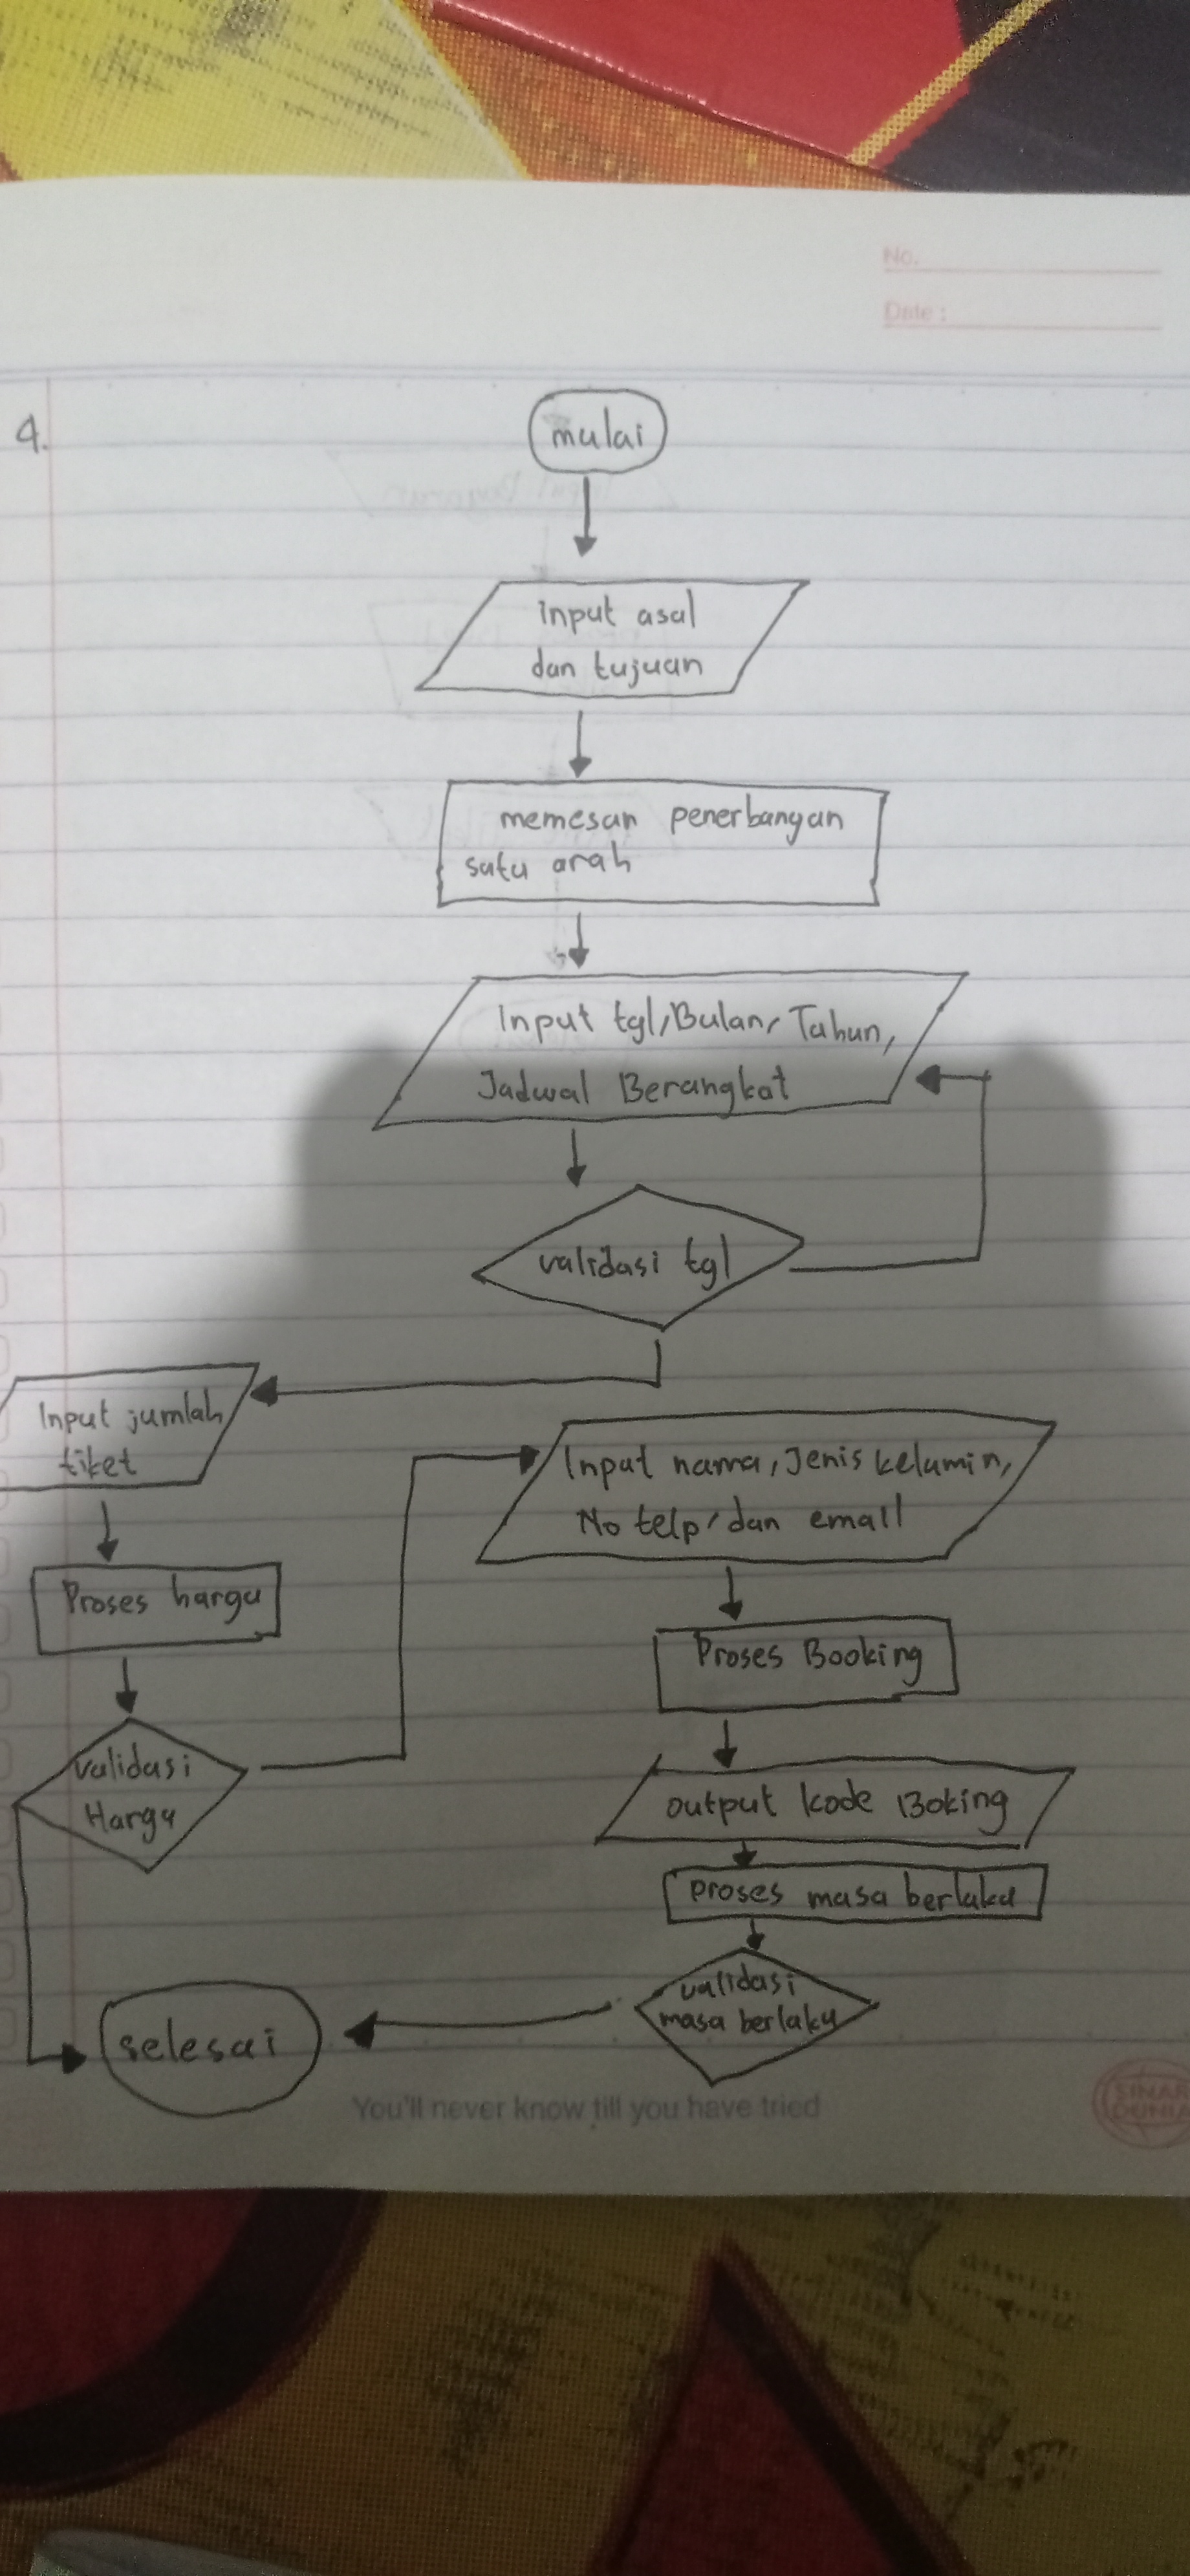 No.
Date :
4.
mulai
Input asal
dan tujuan
memesan penerbangan
satu arah
Input tgl, Bulan, Tahun,
Jadwal Berangkat
validasi tgl
Input jumlah
tiket
Proses harga
validasi
Harga
Input nama, Jenis kelamin,
No telp, dan email
Proses Booking
output kode Boking
proses masa berlaku
validasi
masa berlaku
selesai
You'll never know till you have tried
SINAR
DUNIA